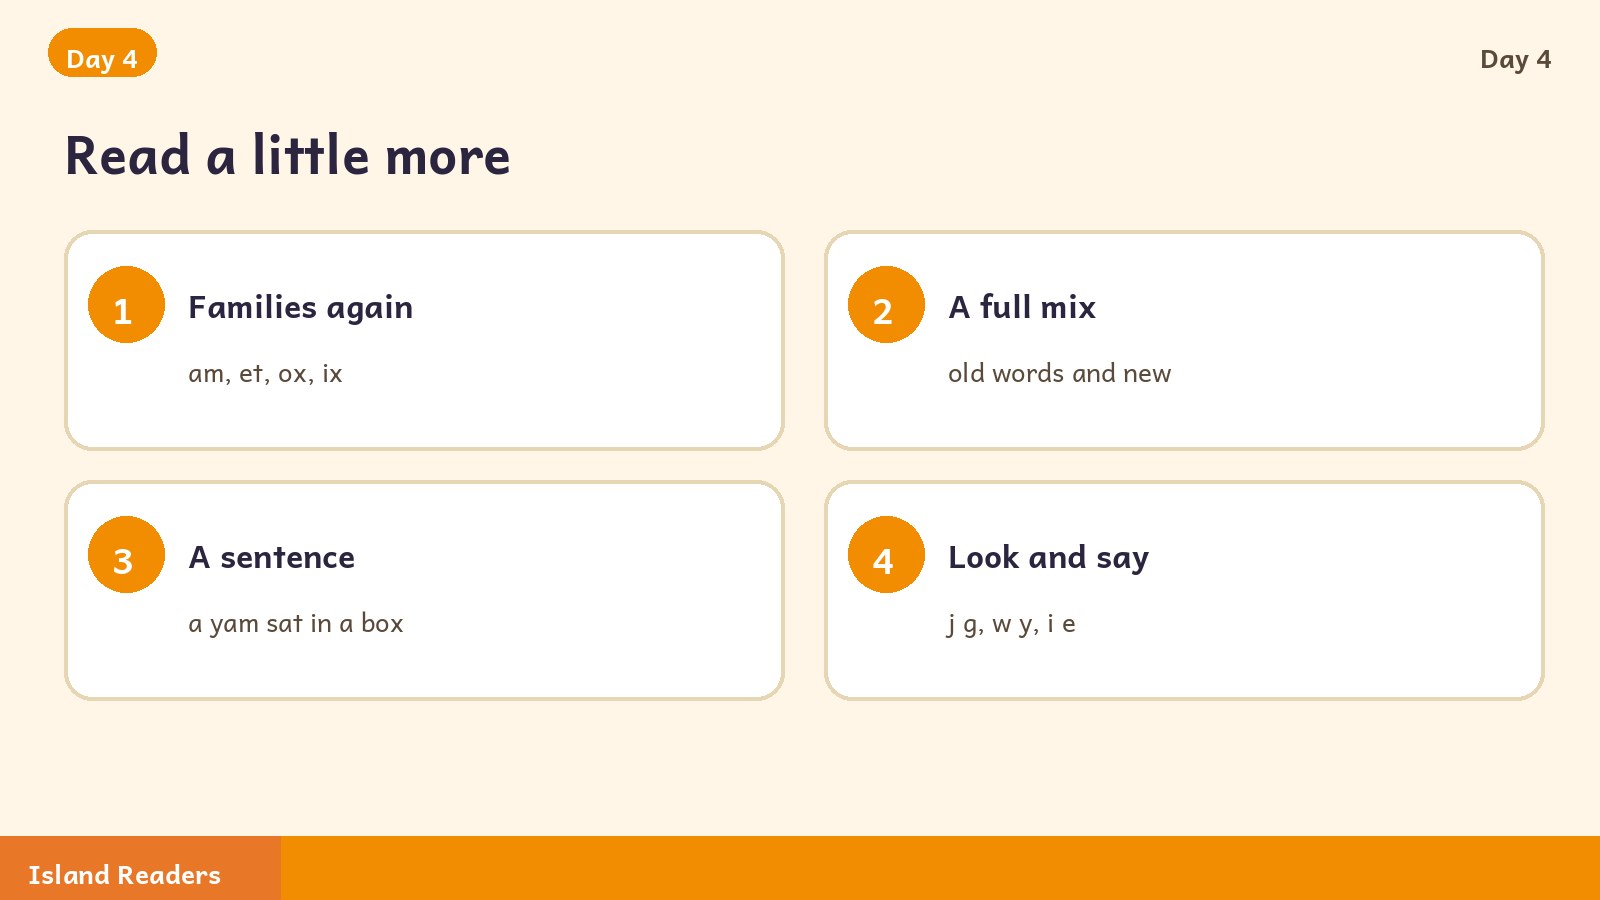 Day 4
Day 4
Read a little more
1
Families again
am, et, ox, ix
2
A full mix
old words and new
3
A sentence
a yam sat in a box
4
Look and say
j g, w y, i e
Island Readers